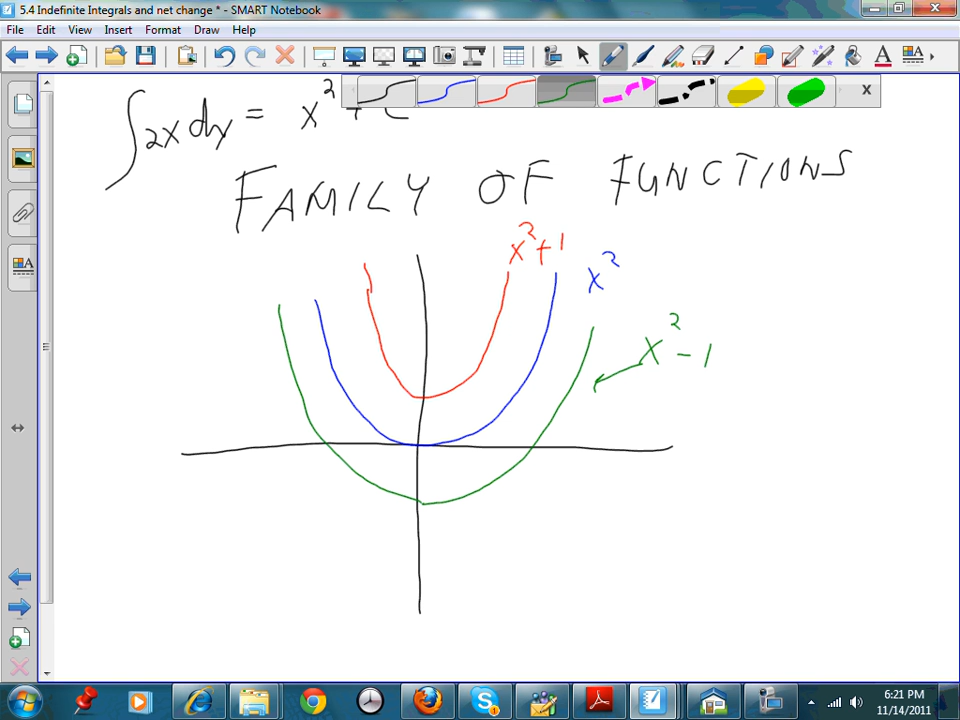 5.4 Indefinite Integrals and net change * - SMART Notebook
File Edit View Insert Format Draw Help
∫2x dx = x² + C
FAMILY OF FUNCTIONS
x²+1
x²
x²-1
6:21 PM
11/14/2011